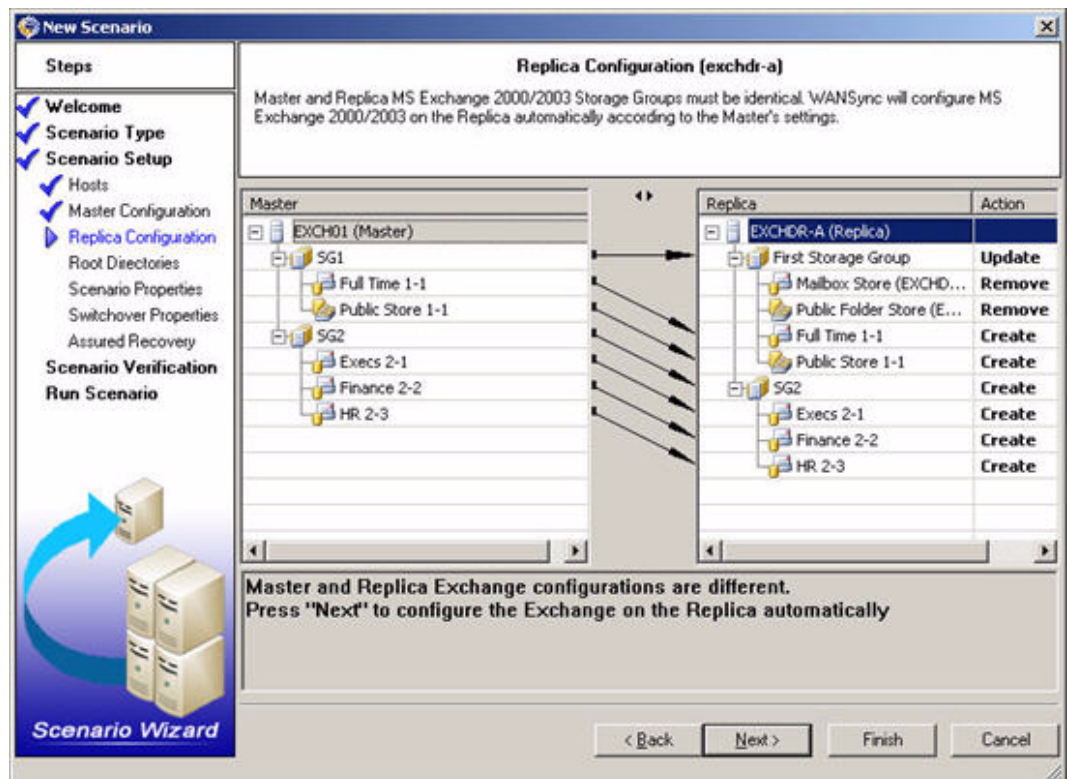 New Scenario
Steps
Welcome
Scenario Type
Scenario Setup
Hosts
Master Configuration
Replica Configuration
Root Directories
Scenario Properties
Switchover Properties
Assured Recovery
Scenario Verification
Run Scenario
Scenario Wizard
Replica Configuration (exchdr-a)
Master and Replica MS Exchange 2000/2003 Storage Groups must be identical. WANSync will configure MS
Exchange 2000/2003 on the Replica automatically according to the Master's settings.
Master
EXCH01 (Master)
SG1
Full Time 1-1
Public Store 1-1
SG2
Execs 2-1
Finance 2-2
HR 2-3
Replica Action
EXCHDR-A (Replica)
First Storage Group Update
Mailbox Store (EXCHD... Remove
Public Folder Store (E... Remove
Full Time 1-1 Create
Public Store 1-1 Create
SG2 Create
Execs 2-1 Create
Finance 2-2 Create
HR 2-3 Create
Master and Replica Exchange configurations are different.
Press "Next" to configure the Exchange on the Replica automatically
< Back Next > Finish Cancel